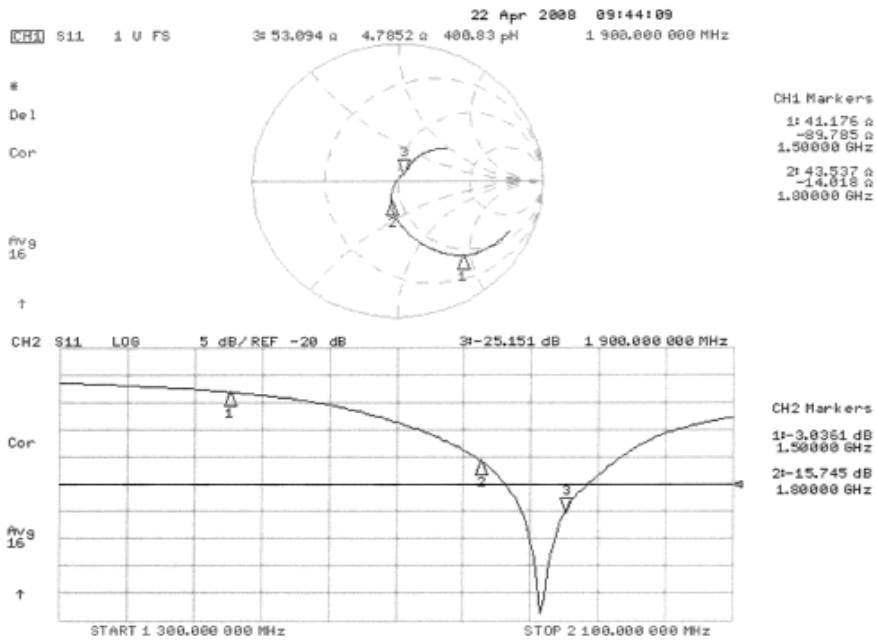 22 Apr 2008 09:44:09
CH1 S11 1 U FS 3: 53.094 Ω 4.7852 Ω 400.83 pH 1 900.000 000 MHz
*
Del
Cor
Avg
16
↑
3
2
1
CH1 Markers
1: 41.176 Ω
-89.785 Ω
1.50000 GHz
2: 43.537 Ω
-14.018 Ω
1.80000 GHz
CH2 S11 LOG 5 dB/REF -20 dB 3:-25.151 dB 1 900.000 000 MHz
Cor
Avg
16
↑
1
2
3
CH2 Markers
1:-3.0361 dB
1.50000 GHz
2:-15.745 dB
1.80000 GHz
START 1 300.000 000 MHz STOP 2 100.000 000 MHz